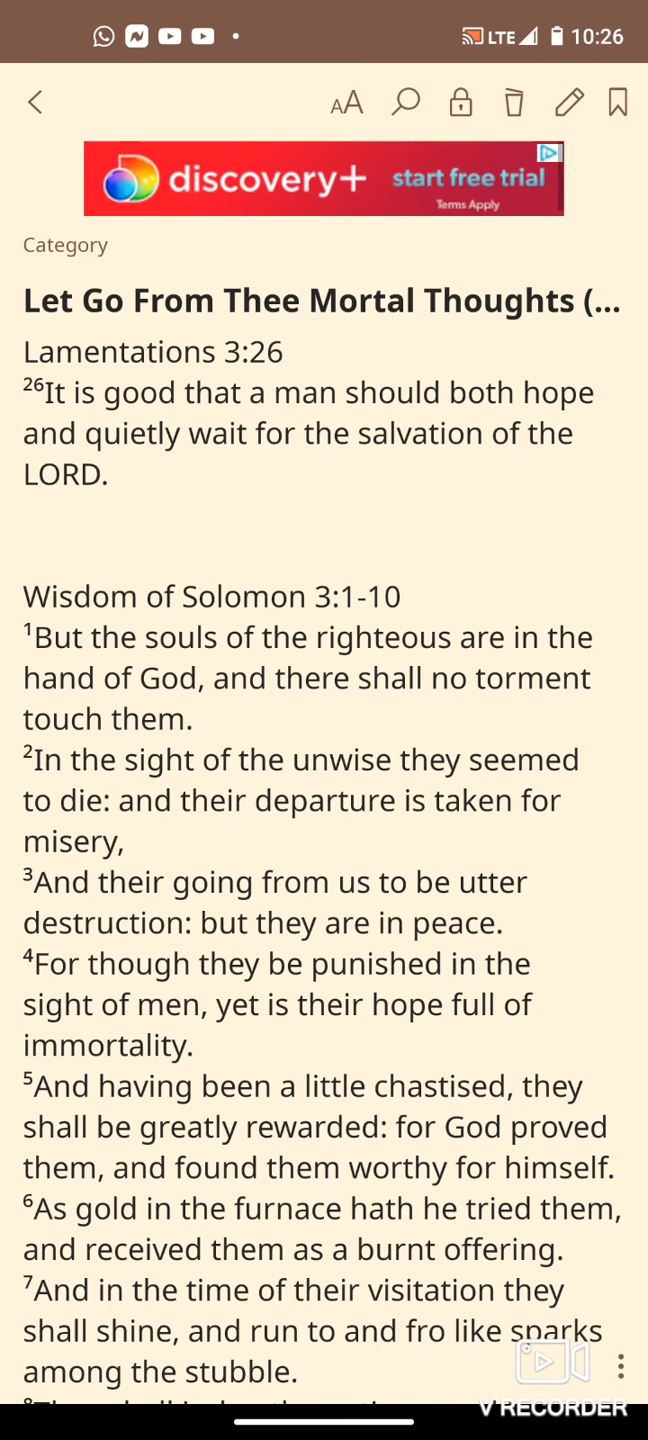 LTE 10:26
AA
discovery+ start free trial
Terms Apply
Category
Let Go From Thee Mortal Thoughts (...
Lamentations 3:26
²⁶It is good that a man should both hope
and quietly wait for the salvation of the
LORD.
Wisdom of Solomon 3:1-10
¹But the souls of the righteous are in the
hand of God, and there shall no torment
touch them.
²In the sight of the unwise they seemed
to die: and their departure is taken for
misery,
³And their going from us to be utter
destruction: but they are in peace.
⁴For though they be punished in the
sight of men, yet is their hope full of
immortality.
⁵And having been a little chastised, they
shall be greatly rewarded: for God proved
them, and found them worthy for himself.
⁶As gold in the furnace hath he tried them,
and received them as a burnt offering.
⁷And in the time of their visitation they
shall shine, and run to and fro like sparks
among the stubble.
V RECORDER